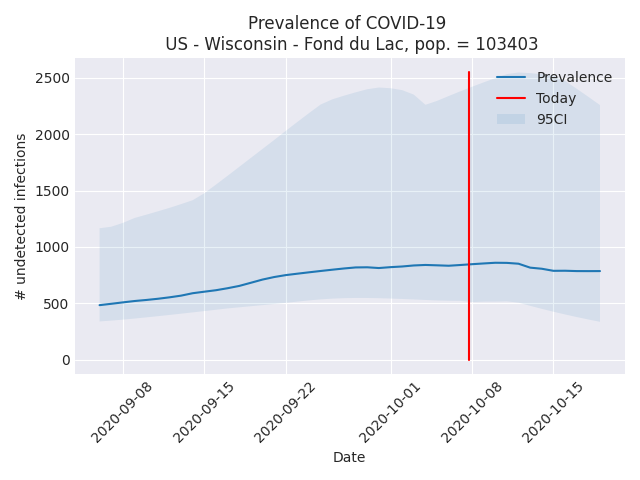 Prevalence of COVID-19
US - Wisconsin - Fond du Lac, pop. = 103403
# undetected infections
2500
2000
1500
1000
500
0
Prevalence
Today
95CI
2020-09-08
2020-09-15
2020-09-22
2020-10-01
2020-10-08
2020-10-15
Date